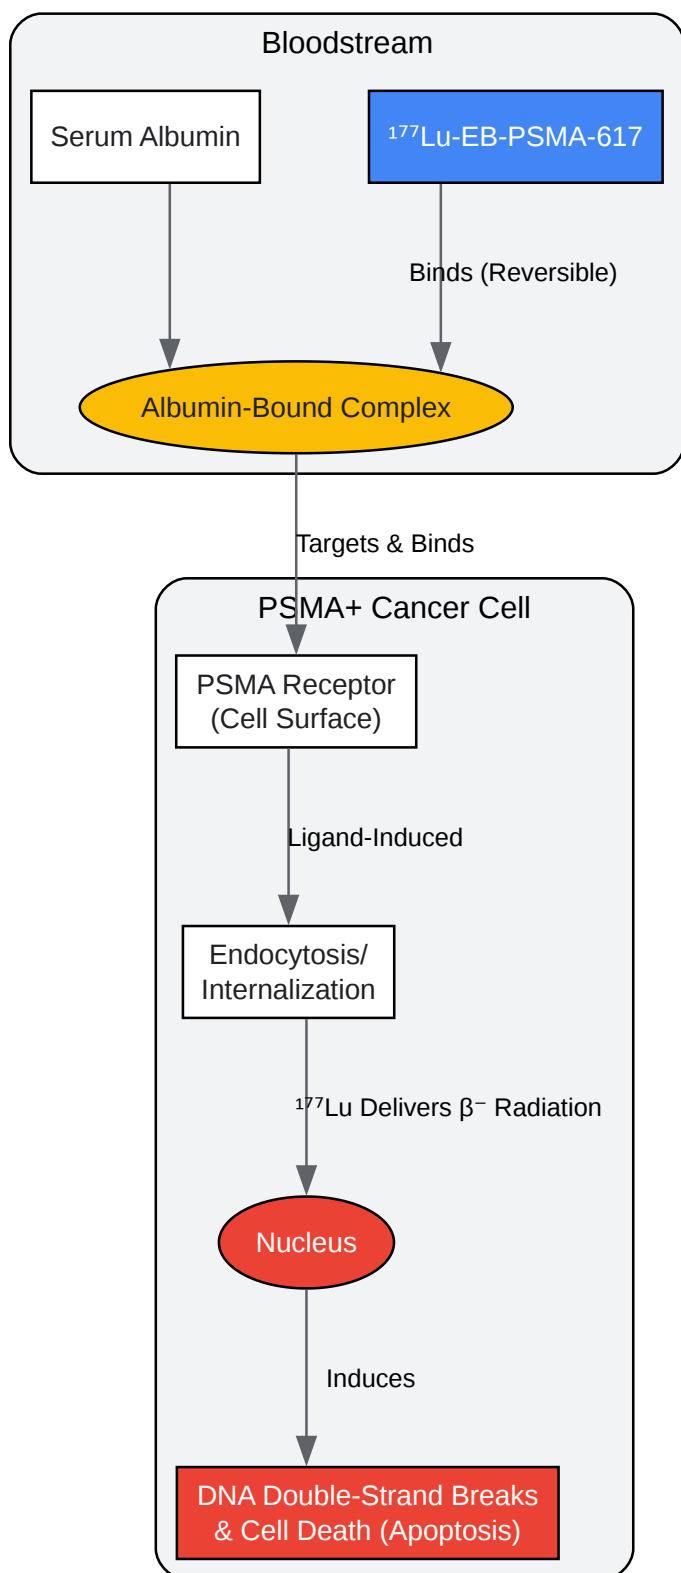 Bloodstream
Serum Albumin
¹⁷⁷Lu-EB-PSMA-617
Binds (Reversible)
Albumin-Bound Complex
Targets & Binds
PSMA+ Cancer Cell
PSMA Receptor
(Cell Surface)
Ligand-Induced
Endocytosis/
Internalization
¹⁷⁷Lu Delivers β⁻ Radiation
Nucleus
Induces
DNA Double-Strand Breaks
& Cell Death (Apoptosis)